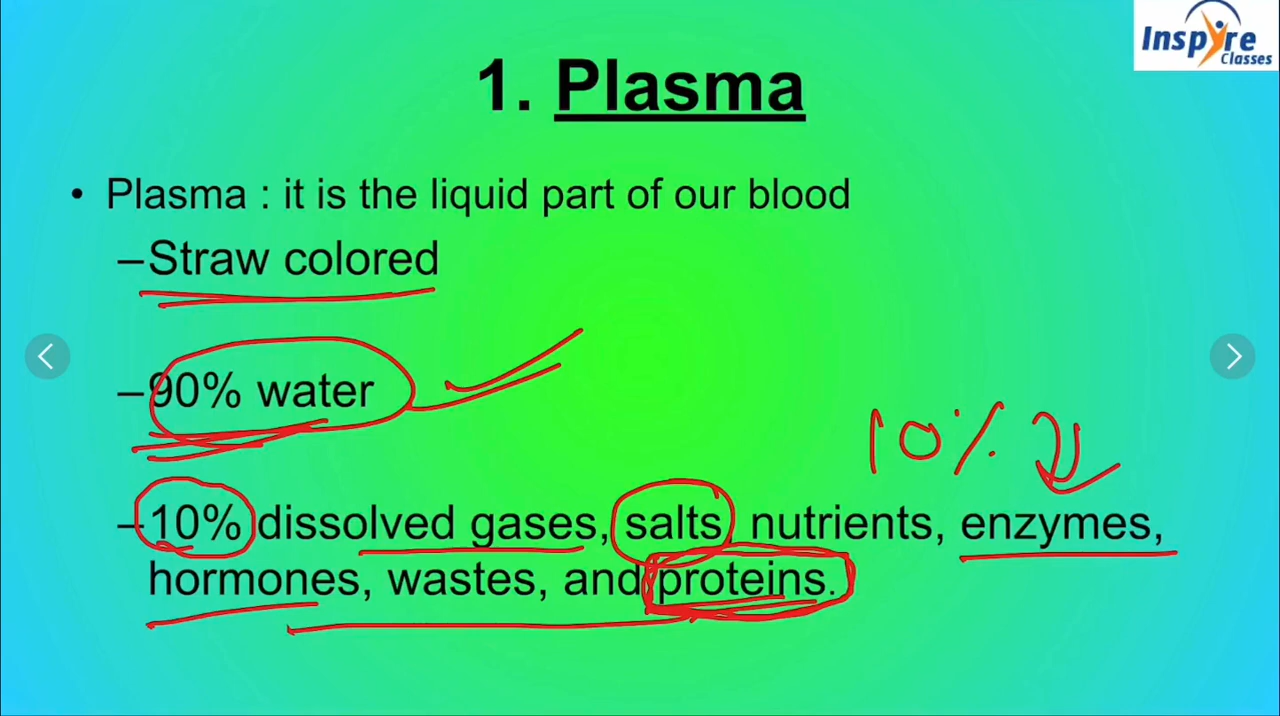 Inspyre
Classes
1. Plasma
• Plasma : it is the liquid part of our blood
–Straw colored
–90% water
10%
–10% dissolved gases, salts, nutrients, enzymes,
hormones, wastes, and proteins.